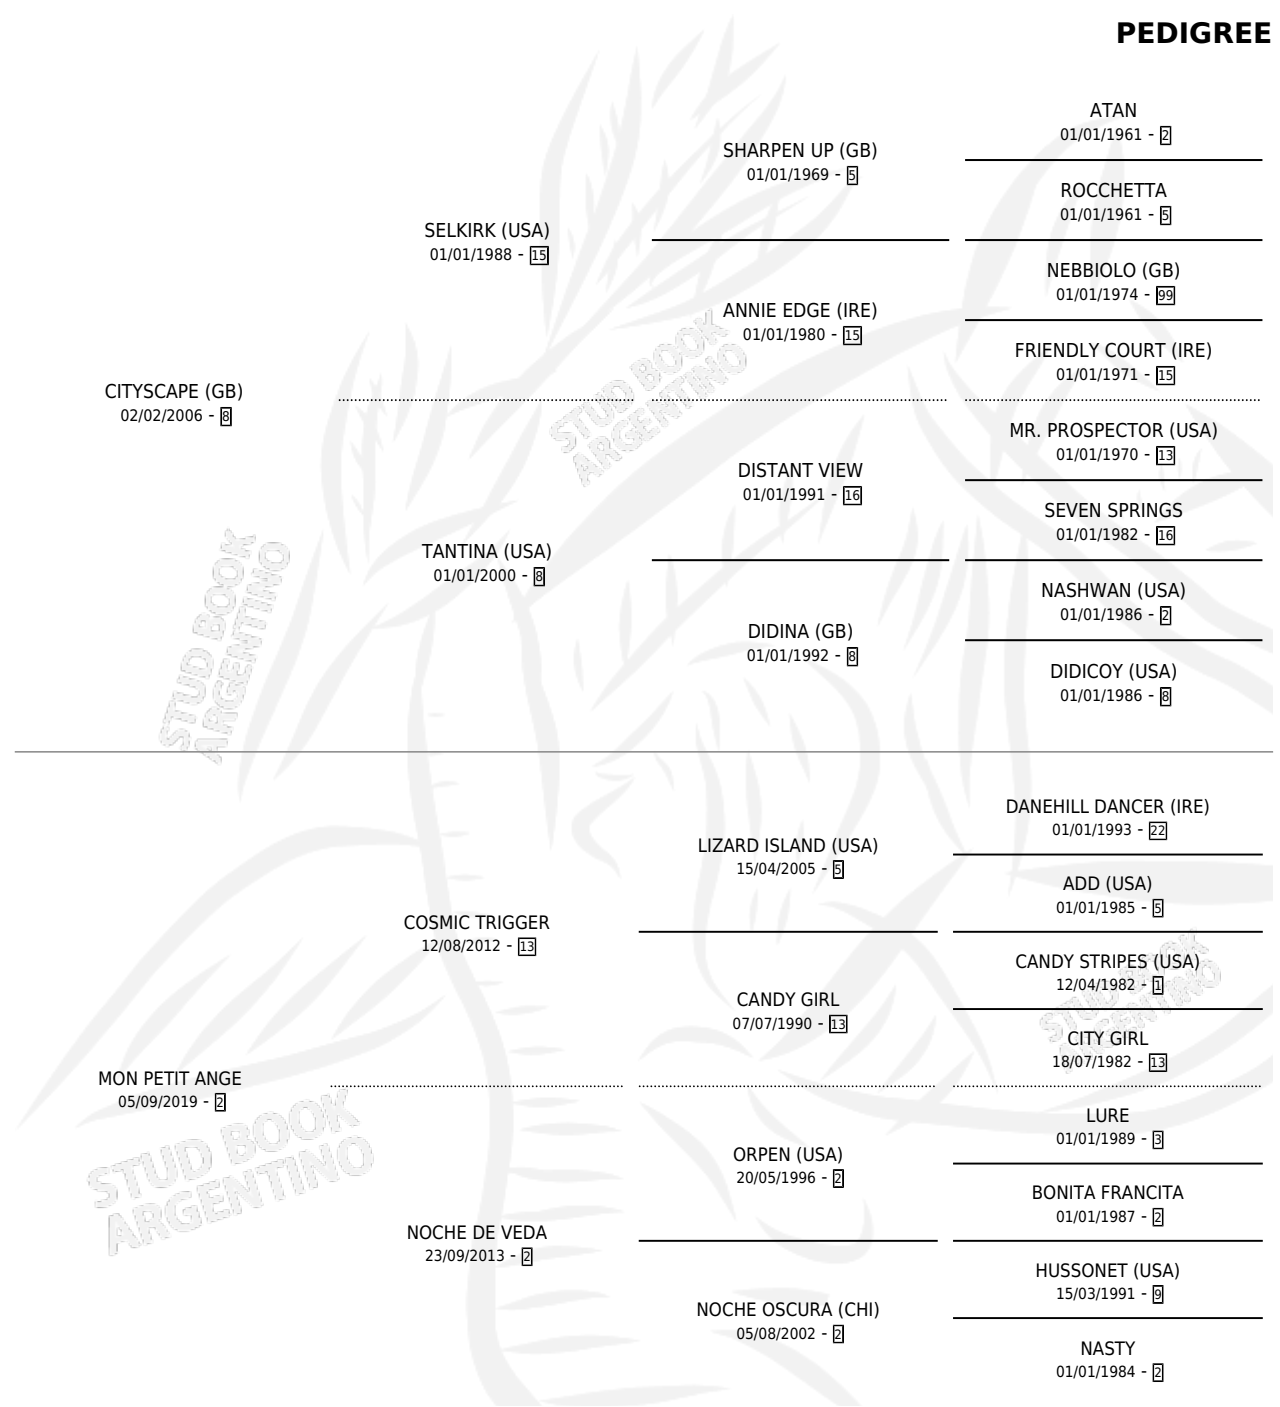 PEDIGREE
ATAN
01/01/1961 - 2
SHARPEN UP (GB)
01/01/1969 - 5
ROCCHETTA
01/01/1961 - 5
SELKIRK (USA)
01/01/1988 - 15
NEBBIOLO (GB)
01/01/1974 - 99
ANNIE EDGE (IRE)
01/01/1980 - 15
FRIENDLY COURT (IRE)
01/01/1971 - 15
CITYSCAPE (GB)
02/02/2006 - 8
STUD BOOK
ARGENTINO
MR. PROSPECTOR (USA)
01/01/1970 - 13
DISTANT VIEW
01/01/1991 - 16
SEVEN SPRINGS
01/01/1982 - 16
TANTINA (USA)
01/01/2000 - 8
NASHWAN (USA)
01/01/1986 - 2
DIDINA (GB)
01/01/1992 - 8
DIDICOY (USA)
01/01/1986 - 8
STUD BOOK
ARGENTINO
DANEHILL DANCER (IRE)
01/01/1993 - 22
LIZARD ISLAND (USA)
15/04/2005 - 5
ADD (USA)
01/01/1985 - 5
COSMIC TRIGGER
12/08/2012 - 13
CANDY STRIPES (USA)
12/04/1982 - 1
CANDY GIRL
07/07/1990 - 13
STUD BOOK
ARGENTINO
CITY GIRL
18/07/1982 - 13
MON PETIT ANGE
05/09/2019 - 2
STUD BOOK
ARGENTINO
LURE
01/01/1989 - 3
ORPEN (USA)
20/05/1996 - 2
BONITA FRANCITA
01/01/1987 - 2
NOCHE DE VEDA
23/09/2013 - 2
HUSSONET (USA)
15/03/1991 - 9
NOCHE OSCURA (CHI)
05/08/2002 - 2
NASTY
01/01/1984 - 2